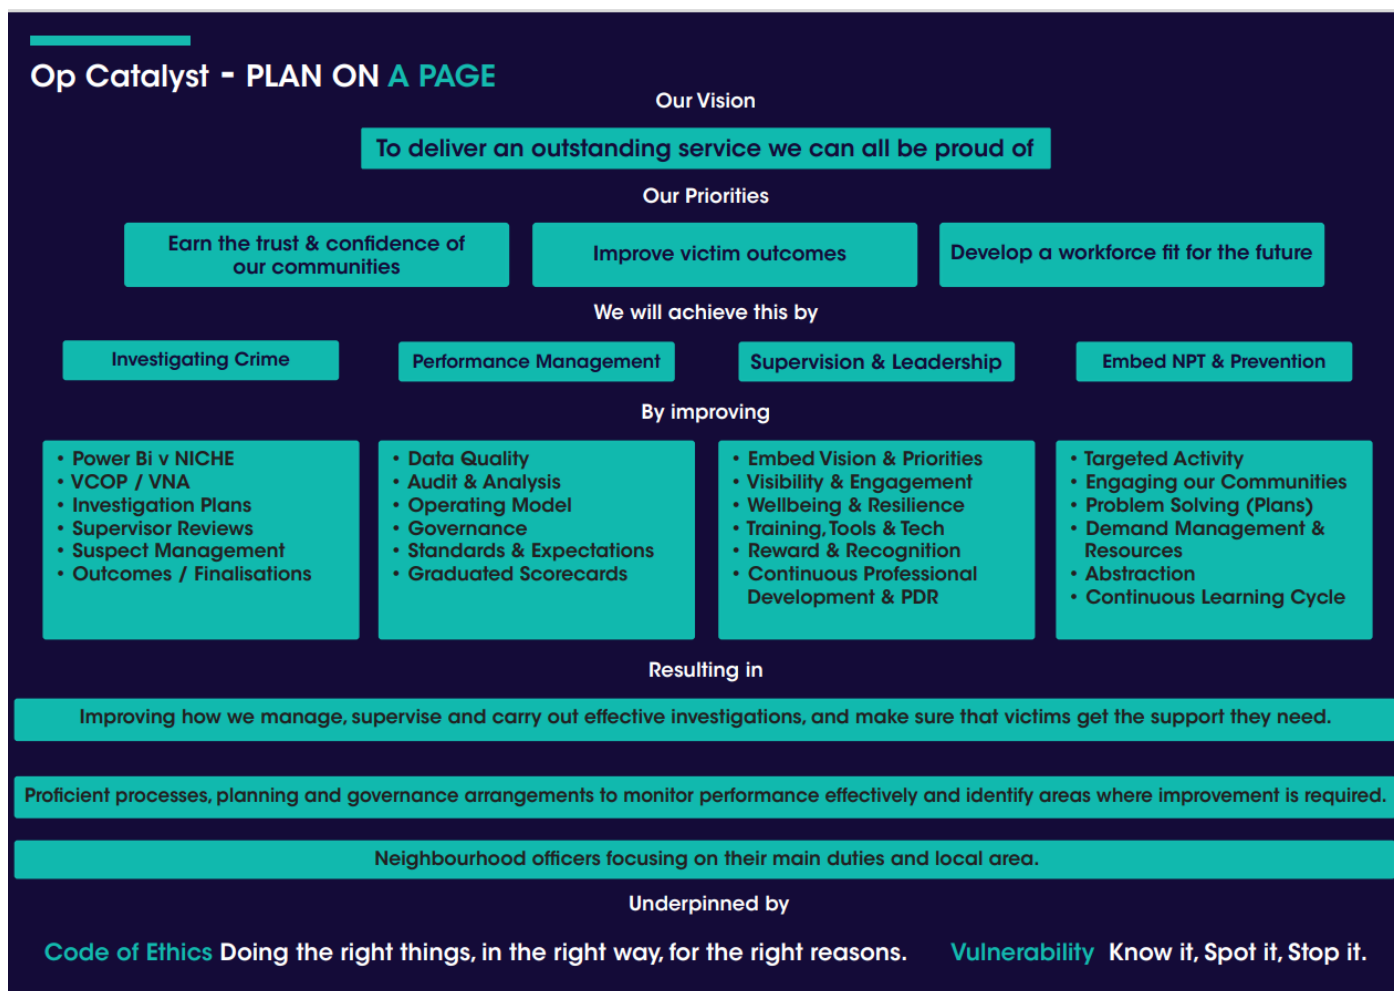 Op Catalyst - PLAN ON A PAGE
Our Vision
To deliver an outstanding service we can all be proud of
Our Priorities
Earn the trust & confidence of
our communities
Improve victim outcomes
Develop a workforce fit for the future
We will achieve this by
Investigating Crime
Performance Management
Supervision & Leadership
Embed NPT & Prevention
By improving
• Power Bi v NICHE
• VCOP / VNA
• Investigation Plans
• Supervisor Reviews
• Suspect Management
• Outcomes / Finalisations
• Data Quality
• Audit & Analysis
• Operating Model
• Governance
• Standards & Expectations
• Graduated Scorecards
• Embed Vision & Priorities
• Visibility & Engagement
• Wellbeing & Resilience
• Training, Tools & Tech
• Reward & Recognition
• Continuous Professional
Development & PDR
• Targeted Activity
• Engaging our Communities
• Problem Solving (Plans)
• Demand Management &
Resources
• Abstraction
• Continuous Learning Cycle
Resulting in
Improving how we manage, supervise and carry out effective investigations, and make sure that victims get the support they need.
Proficient processes, planning and governance arrangements to monitor performance effectively and identify areas where improvement is required.
Neighbourhood officers focusing on their main duties and local area.
Underpinned by
Code of Ethics Doing the right things, in the right way, for the right reasons.
Vulnerability Know it, Spot it, Stop it.